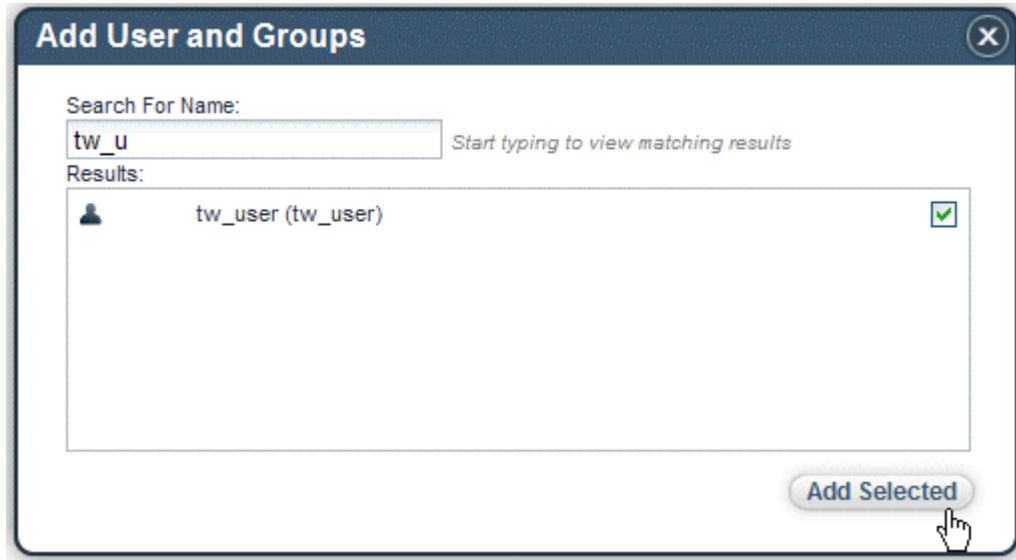 Add User and Groups
Search For Name:
tw_u Start typing to view matching results
Results:
tw_user (tw_user)
Add Selected